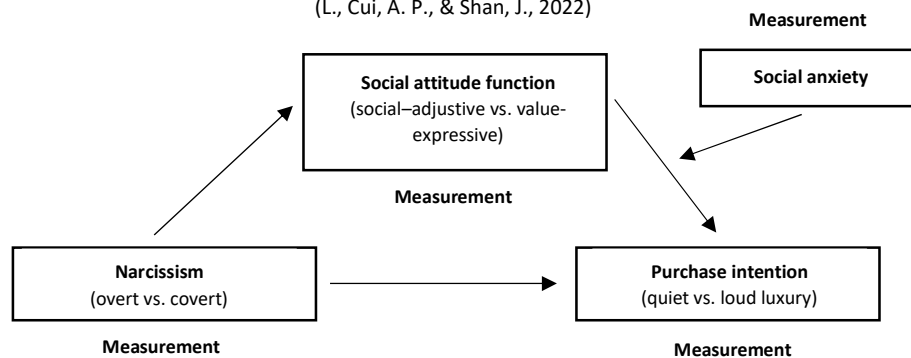 (L., Cui, A. P., & Shan, J., 2022)
Measurement
Social anxiety
Social attitude function
(social–adjustive vs. value-
expressive)
Measurement
Narcissism
(overt vs. covert)
Measurement
Purchase intention
(quiet vs. loud luxury)
Measurement